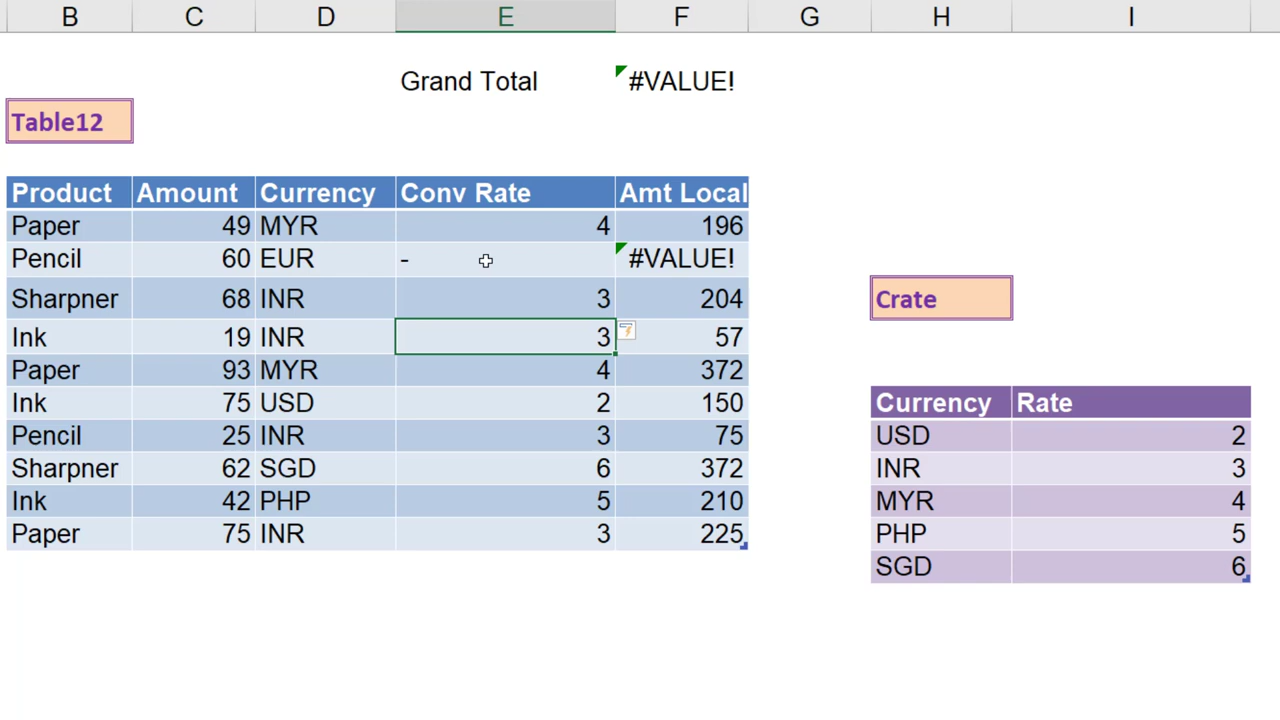 B C D E F G H I
Grand Total #VALUE!
Table12
Product Amount Currency Conv Rate Amt Local
Paper 49 MYR 4 196
Pencil 60 EUR - #VALUE!
Sharpner 68 INR 3 204
Crate
Ink 19 INR 3 57
Paper 93 MYR 4 372
Ink 75 USD 2 150
Currency Rate
Pencil 25 INR 3 75
USD 2
Sharpner 62 SGD 6 372
INR 3
Ink 42 PHP 5 210
MYR 4
Paper 75 INR 3 225
PHP 5
SGD 6